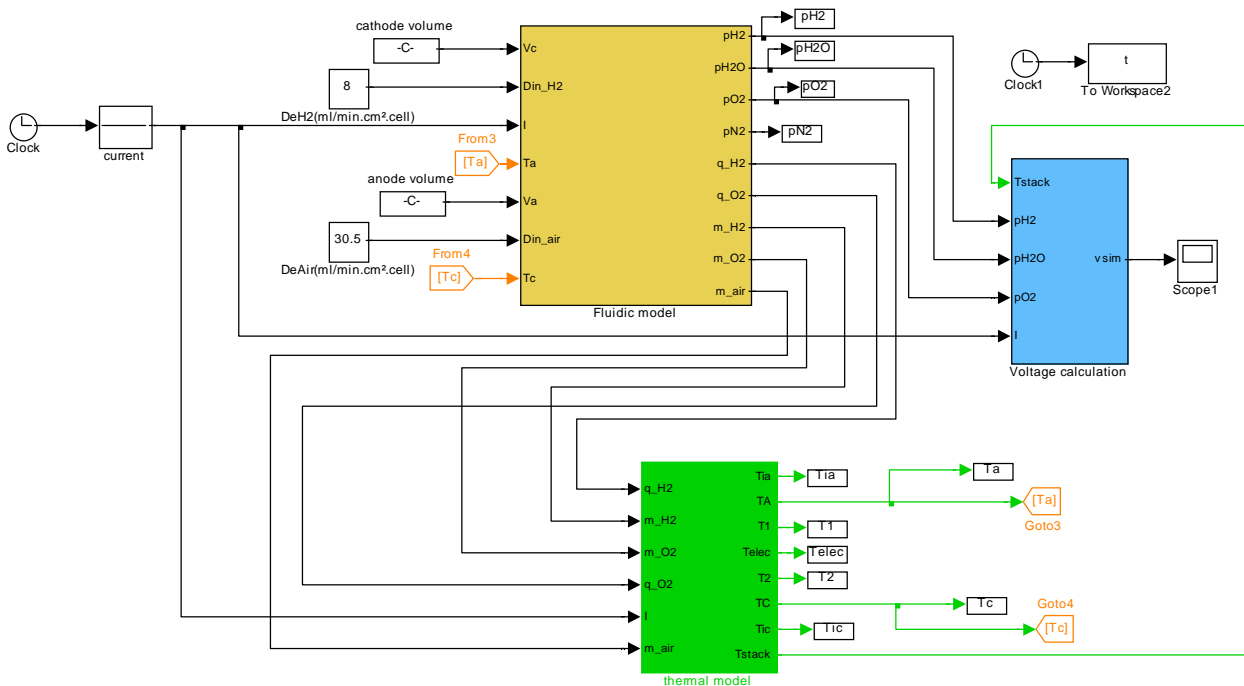 cathode volume
-C-
8
DeH2(ml/min.cm².cell)
Clock
current
From3
[Ta]
anode volume
-C-
30.5
DeAir(ml/min.cm².cell)
From4
[Tc]
Vc
Din_H2
I
Ta
Va
Din_air
Tc
pH2
pH2O
pO2
pN2
q_H2
q_O2
m_H2
m_O2
m_air
Fluidic model
pH2
pH2O
pO2
pN2
Clock1
t
To Workspace2
Tstack
pH2
pH2O
pO2
I
vsim
Voltage calculation
Scope1
q_H2
m_H2
m_O2
q_O2
I
m_air
Tia
TA
T1
Telec
T2
TC
Tic
Tstack
thermal model
Tia
Ta
[Ta]
Goto3
T1
Telec
T2
Tc
Goto4
[Tc]
Tic